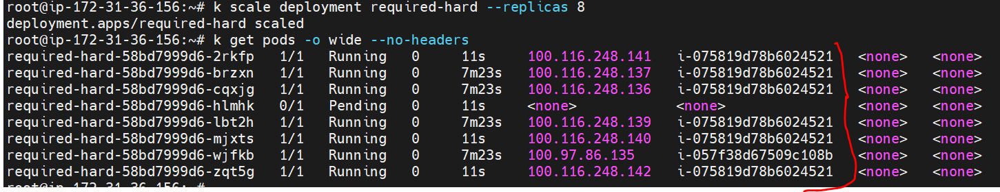 root@ip-172-31-36-156:~# k scale deployment required-hard --replicas 8
deployment.apps/required-hard scaled
root@ip-172-31-36-156:~# k get pods -o wide --no-headers
required-hard-58bd7999d6-2rkfp 1/1 Running 0 11s 100.116.248.141 i-075819d78b6024521 <none> <none>
required-hard-58bd7999d6-brzxn 1/1 Running 0 7m23s 100.116.248.137 i-075819d78b6024521 <none> <none>
required-hard-58bd7999d6-cqxjg 1/1 Running 0 7m23s 100.116.248.136 i-075819d78b6024521 <none> <none>
required-hard-58bd7999d6-hlmhk 0/1 Pending 0 11s <none> <none> <none> <none>
required-hard-58bd7999d6-lbt2h 1/1 Running 0 7m23s 100.116.248.139 i-075819d78b6024521 <none> <none>
required-hard-58bd7999d6-mjxts 1/1 Running 0 11s 100.116.248.140 i-075819d78b6024521 <none> <none>
required-hard-58bd7999d6-wjfkb 1/1 Running 0 7m23s 100.97.86.135 i-057f38d67509c108b <none> <none>
required-hard-58bd7999d6-zqt5g 1/1 Running 0 11s 100.116.248.142 i-075819d78b6024521 <none> <none>